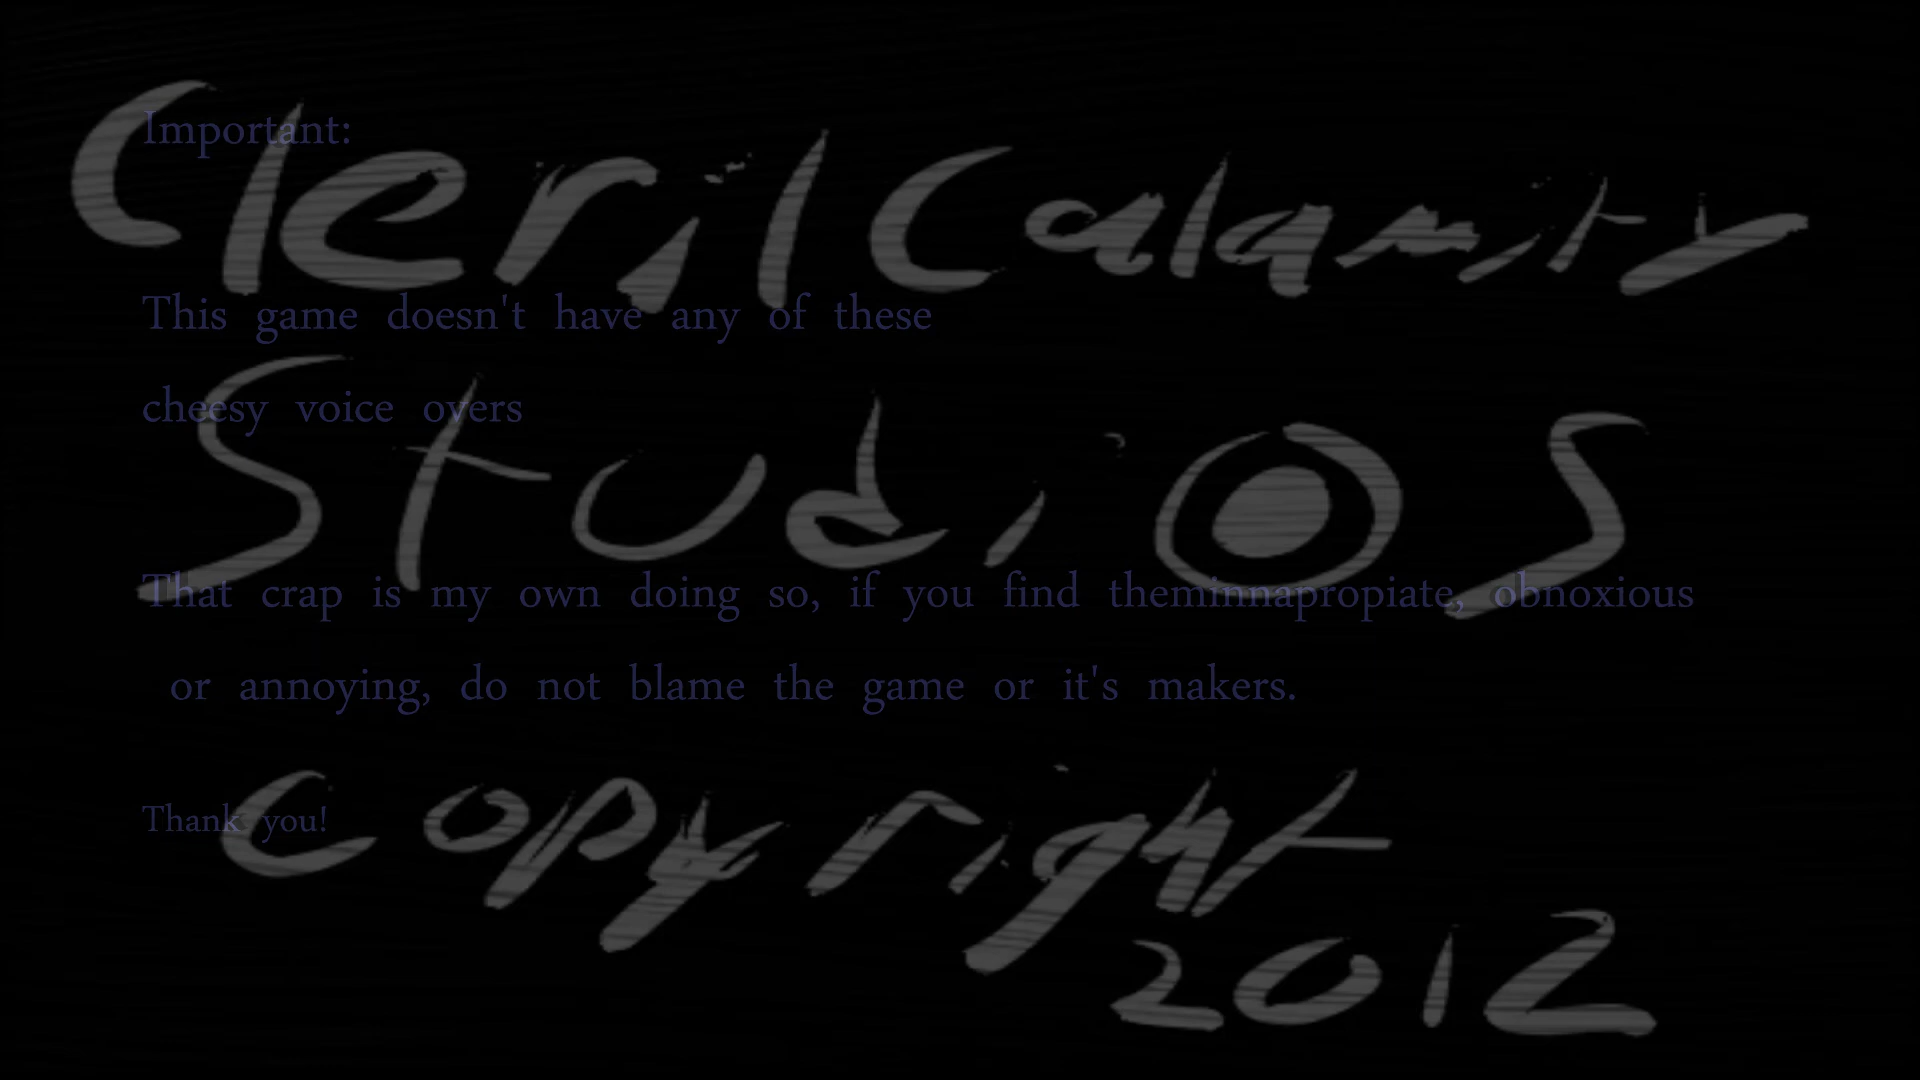 Cleril Calamity
Studios
Copyright
2012
Important:
This game doesn't have any of these
cheesy voice overs
That crap is my own doing so, if you find theminnapropiate, obnoxious
or annoying, do not blame the game or it's makers.
Thank you!